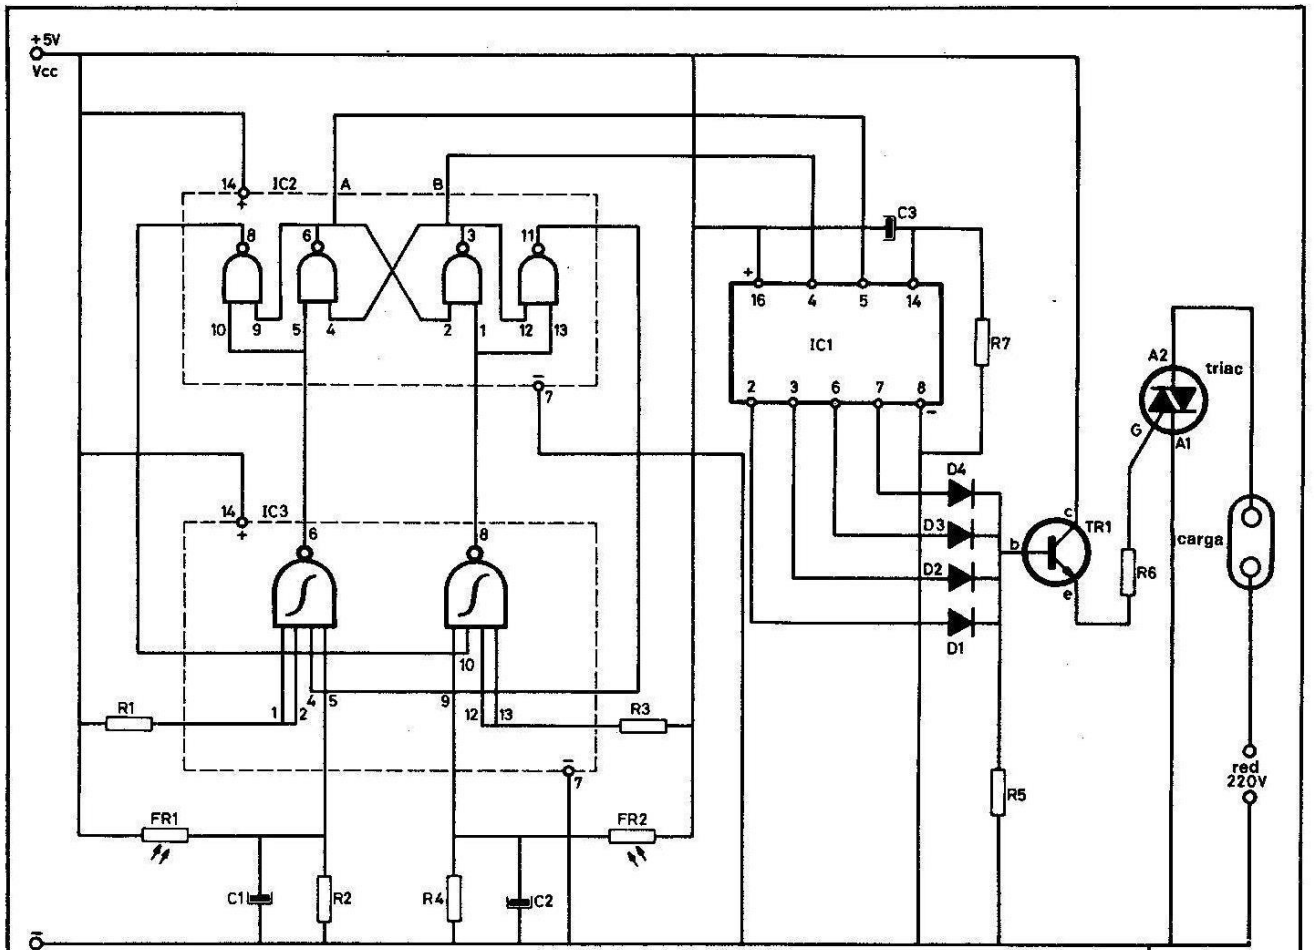 +5V
Vcc
14 IC2 A B
+
8 6 3 11
10 9 5 4 2 1 12 13
−
7
C3
+
16 4 5 14
IC1
R7
2 3 6 7 8
−
A2
triac
G
A1
14 IC3
+
6 8
D4
D3
D2
D1
c
TR1
b
e
R6
carga
10
1 2 4 5 9 12 13
R1
R3
−
7
FR1
FR2
C1
R2
R4
C2
R5
red
220V
−